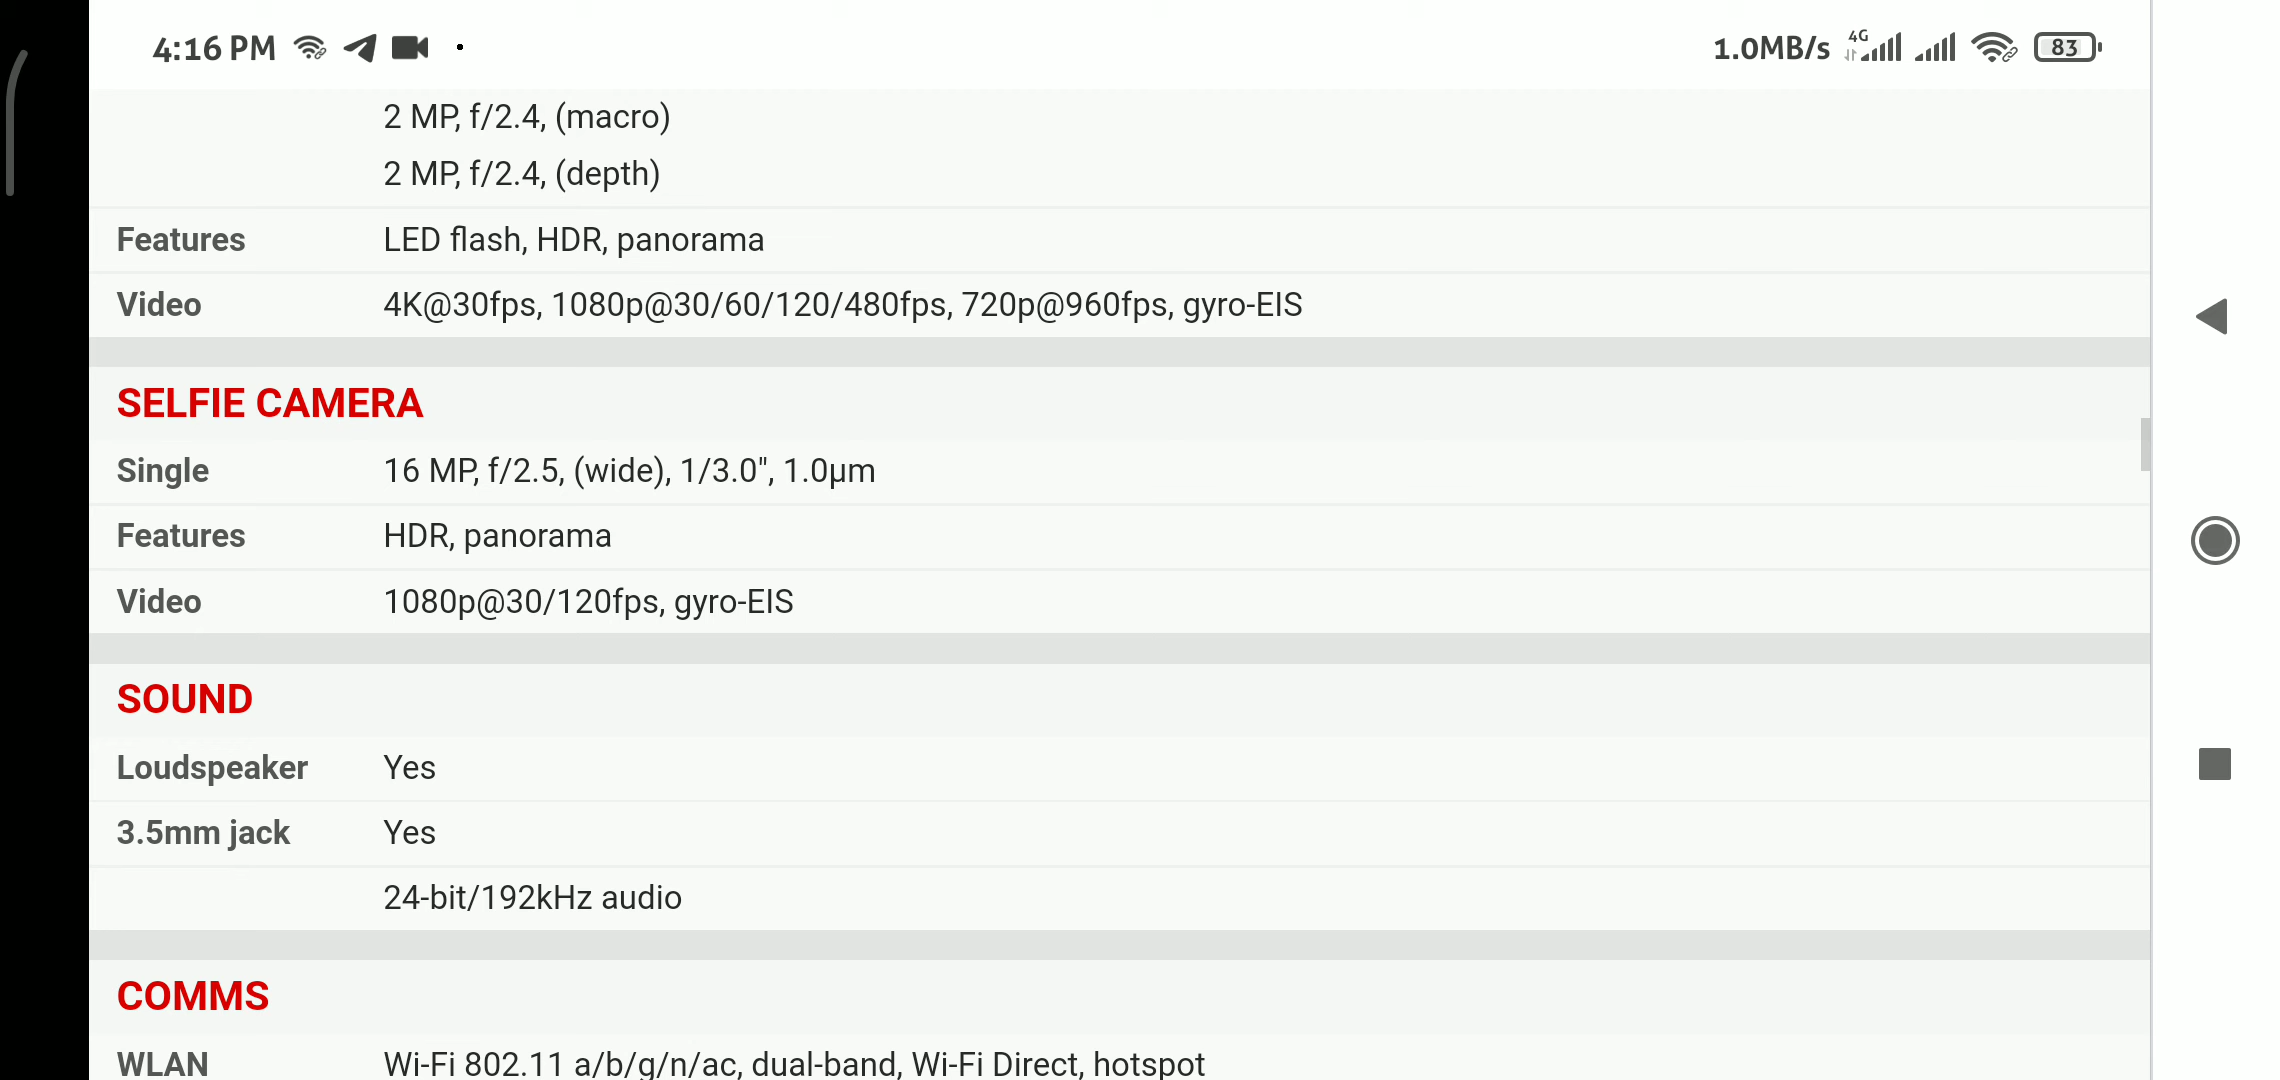 4:16 PM
1.0MB/s 4G 83
2 MP, f/2.4, (macro)
2 MP, f/2.4, (depth)
Features LED flash, HDR, panorama
Video 4K@30fps, 1080p@30/60/120/480fps, 720p@960fps, gyro-EIS
SELFIE CAMERA
Single 16 MP, f/2.5, (wide), 1/3.0", 1.0µm
Features HDR, panorama
Video 1080p@30/120fps, gyro-EIS
SOUND
Loudspeaker Yes
3.5mm jack Yes
24-bit/192kHz audio
COMMS
WLAN Wi-Fi 802.11 a/b/g/n/ac, dual-band, Wi-Fi Direct, hotspot